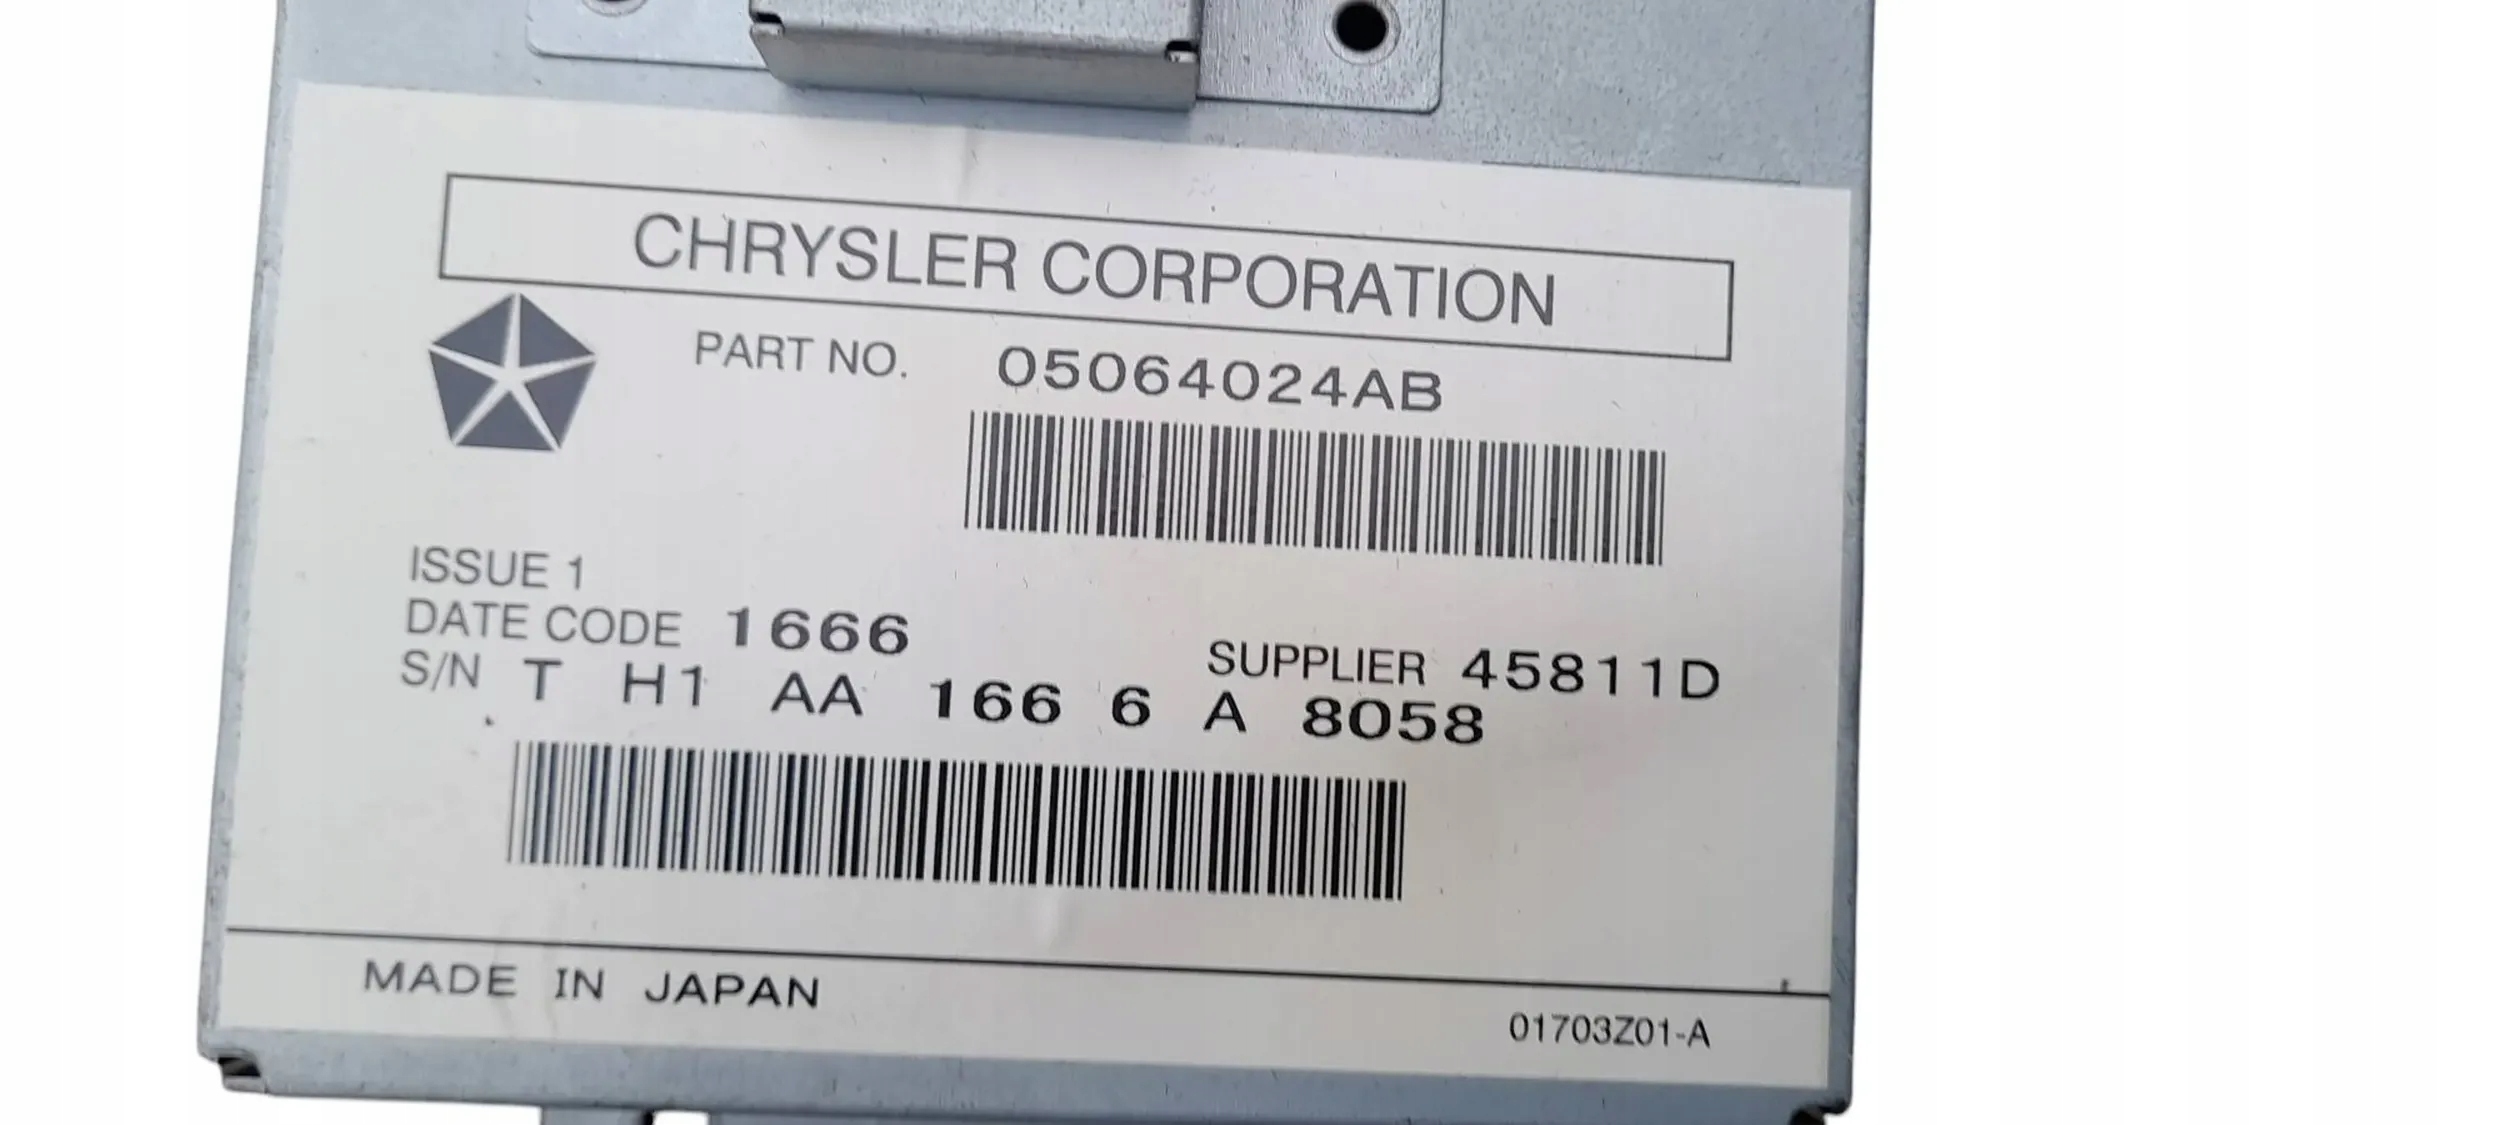 CHRYSLER CORPORATION
PART NO. 05064024AB
ISSUE 1
DATE CODE 1666
SUPPLIER 45811D
S/N T H1 AA 166 6 A 8058
MADE IN JAPAN
01703Z01-A